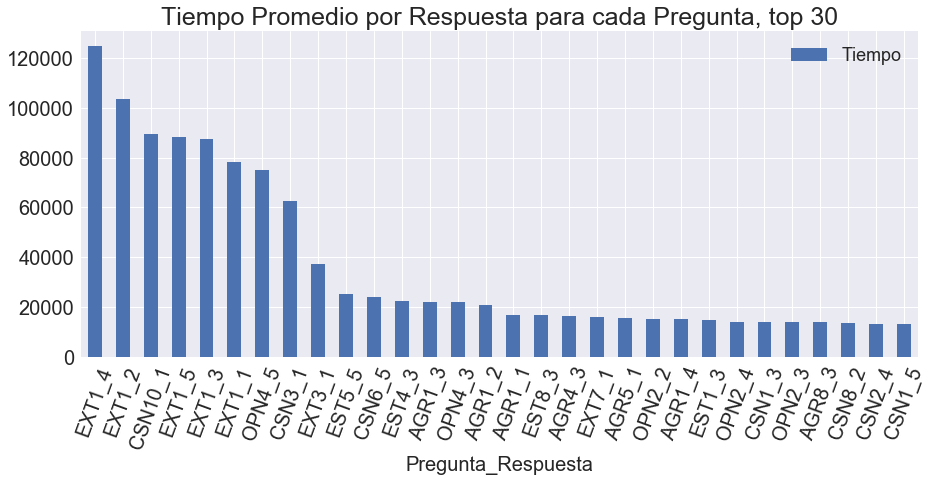 Tiempo Promedio por Respuesta para cada Pregunta, top 30
Tiempo
120000
100000
80000
60000
40000
20000
0
EXT1_4
EXT1_2
CSN10_1
EXT1_5
EXT1_3
EXT1_1
OPN4_5
CSN3_1
EXT3_1
EST5_5
CSN6_5
EST4_3
AGR1_3
OPN4_3
AGR1_2
AGR1_1
EST8_3
AGR4_3
EXT7_1
AGR5_1
OPN2_2
AGR1_4
EST1_3
OPN2_4
CSN1_3
OPN2_3
AGR8_3
CSN8_2
CSN2_4
CSN1_5
Pregunta_Respuesta